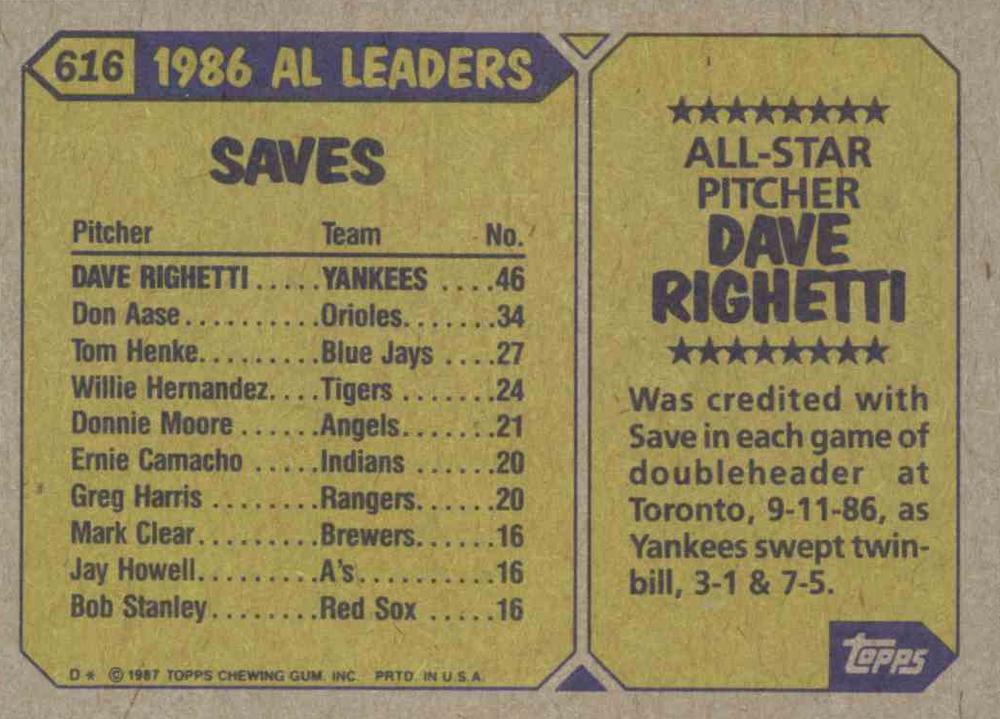 616 1986 AL LEADERS
SAVES
Pitcher Team No.
DAVE RIGHETTI.....YANKEES ....46
Don Aase..........Orioles.......34
Tom Henke.........Blue Jays ....27
Willie Hernandez....Tigers .......24
Donnie Moore ......Angels.......21
Ernie Camacho .....Indians ......20
Greg Harris ........Rangers......20
Mark Clear.........Brewers......16
Jay Howell.........A's..........16
Bob Stanley........Red Sox .....16
D * © 1987 TOPPS CHEWING GUM, INC. PRTD. IN U.S.A.
★★★★★★★★
ALL-STAR
PITCHER
DAVE
RIGHETTI
★★★★★★★★
Was credited with
Save in each game of
doubleheader at
Toronto, 9-11-86, as
Yankees swept twin-
bill, 3-1 & 7-5.
Topps